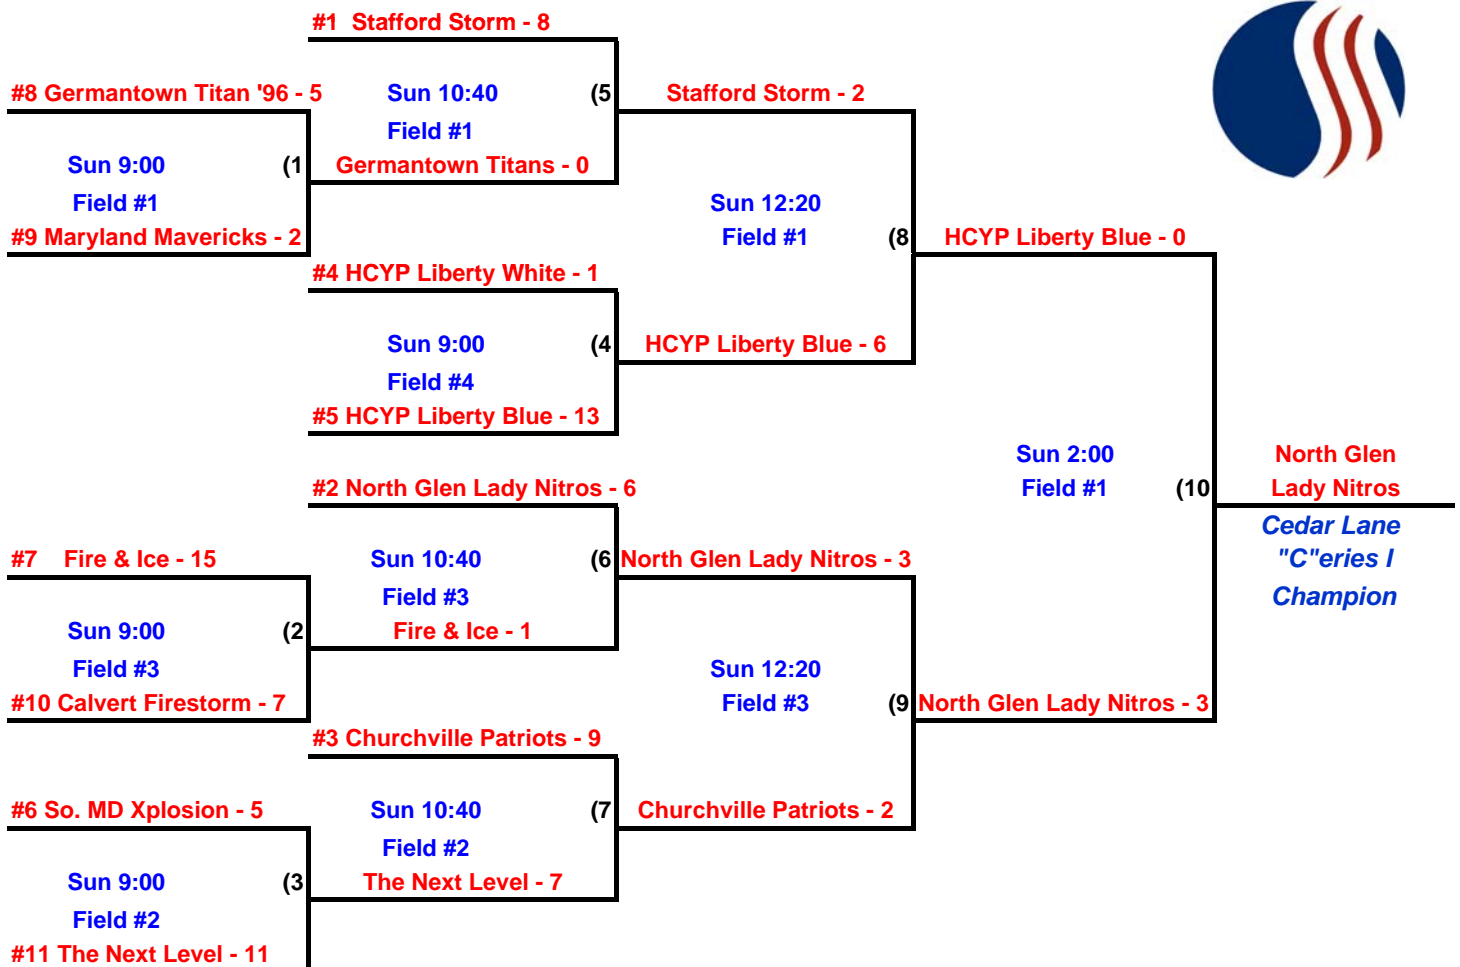 #1 Stafford Storm - 8
#8 Germantown Titan '96 - 5
Sun 10:40 (5
Stafford Storm - 2
Field #1
Sun 9:00 (1
Germantown Titans - 0
Field #1
Sun 12:20
#9 Maryland Mavericks - 2
Field #1 (8
HCYP Liberty Blue - 0
#4 HCYP Liberty White - 1
Sun 9:00 (4
HCYP Liberty Blue - 6
Field #4
#5 HCYP Liberty Blue - 13
Sun 2:00
North Glen
#2 North Glen Lady Nitros - 6
Field #1 (10
Lady Nitros
Cedar Lane
"C"eries I
Champion
#7 Fire & Ice - 15
Sun 10:40 (6
North Glen Lady Nitros - 3
Field #3
Sun 9:00 (2
Fire & Ice - 1
Field #3
Sun 12:20
#10 Calvert Firestorm - 7
Field #3 (9
North Glen Lady Nitros - 3
#3 Churchville Patriots - 9
#6 So. MD Xplosion - 5
Sun 10:40 (7
Churchville Patriots - 2
Field #2
Sun 9:00 (3
The Next Level - 7
Field #2
#11 The Next Level - 11